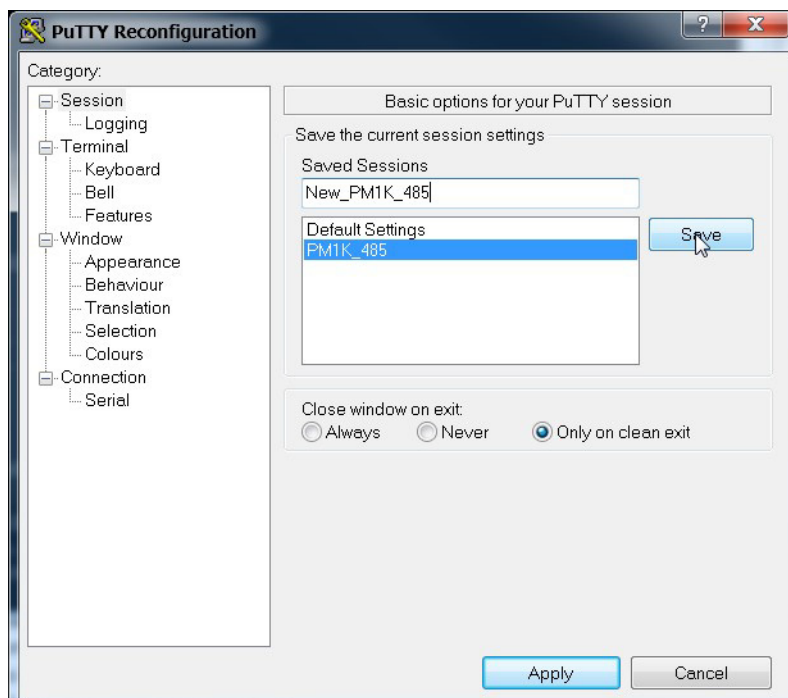 PuTTY Reconfiguration
?
X
Category:
Session
Logging
Terminal
Keyboard
Bell
Features
Window
Appearance
Behaviour
Translation
Selection
Colours
Connection
Serial
Basic options for your PuTTY session
Save the current session settings
Saved Sessions
New_PM1K_485
Default Settings
PM1K_485
Save
Close window on exit:
Always Never Only on clean exit
Apply Cancel